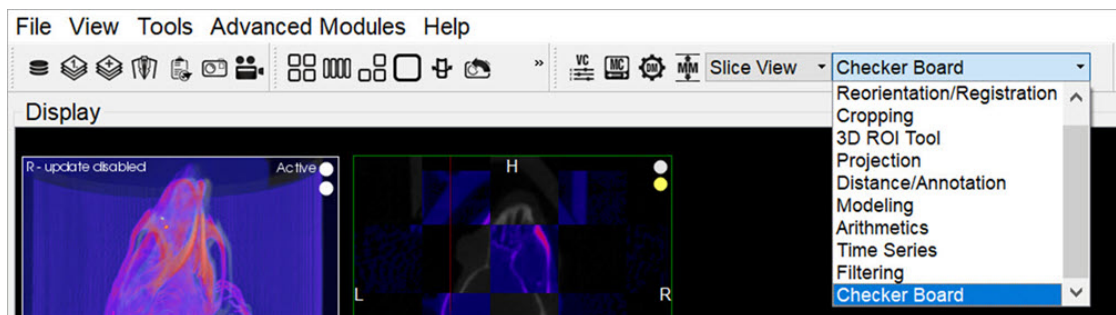 File View Tools Advanced Modules Help
1 + » VC MC DM MM Slice View Checker Board
Display
Reorientation/Registration
Cropping
3D ROI Tool
Projection
Distance/Annotation
Modeling
Arithmetics
Time Series
Filtering
Checker Board
R - update disabled Active
H
L R